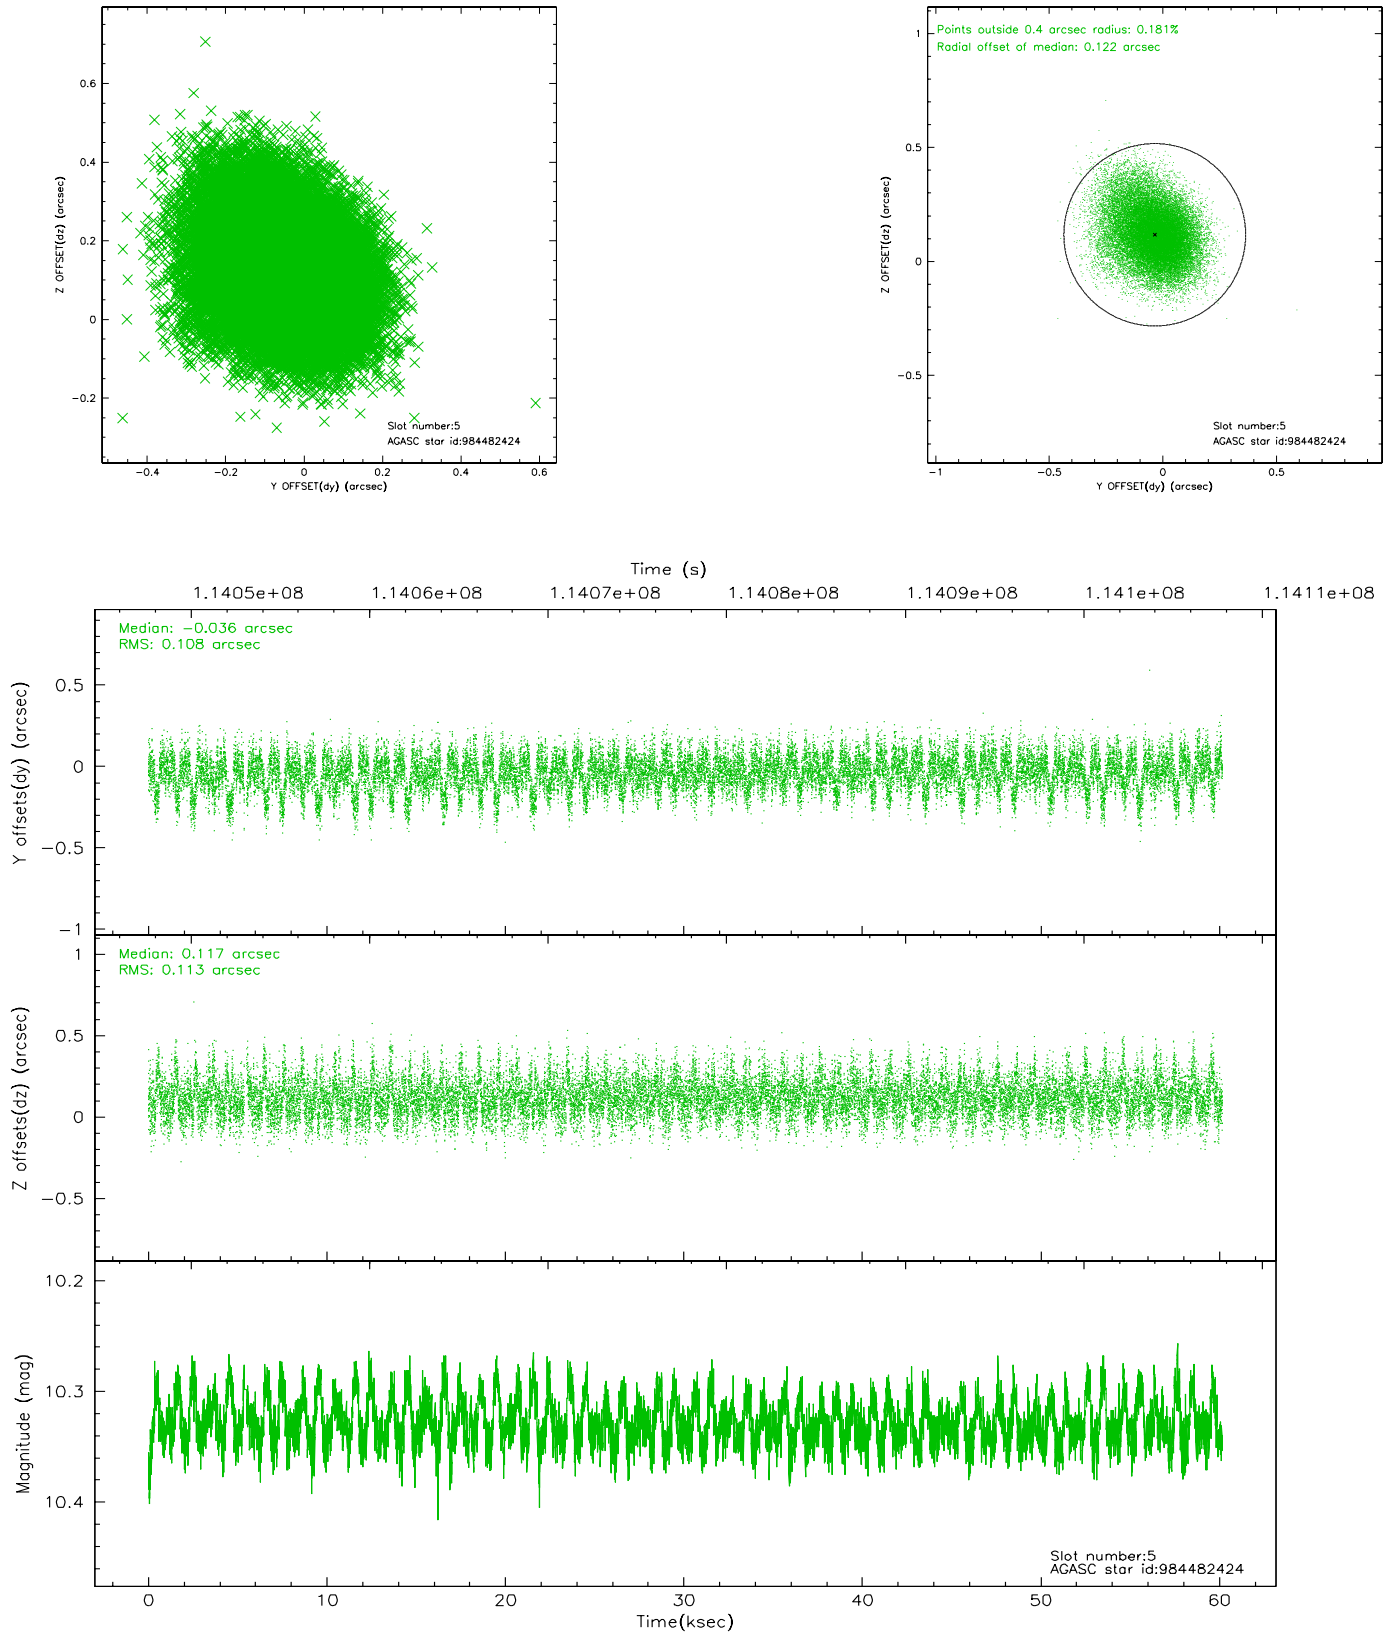 0.6
0.4
0.2
0
−0.2
Z OFFSET(dz) (arcsec)
Slot number:5
AGASC star id:984482424
−0.4 −0.2 0 0.2 0.4 0.6
Y OFFSET(dy) (arcsec)
Points outside 0.4 arcsec radius: 0.181%
Radial offset of median: 0.122 arcsec
1
0.5
0
−0.5
Z OFFSET(dz) (arcsec)
Slot number:5
AGASC star id:984482424
−1 −0.5 0 0.5
Y OFFSET(dy) (arcsec)
Time (s)
1.1405e+08 1.1406e+08 1.1407e+08 1.1408e+08 1.1409e+08 1.141e+08 1.1411e+08
Median: −0.036 arcsec
RMS: 0.108 arcsec
0.5
0
−0.5
−1
Y offsets(dy) (arcsec)
Median: 0.117 arcsec
RMS: 0.113 arcsec
1
0.5
0
−0.5
Z offsets(dz) (arcsec)
10.2
10.3
10.4
Magnitude (mag)
Slot number:5
AGASC star id:984482424
0 10 20 30 40 50 60
Time(ksec)